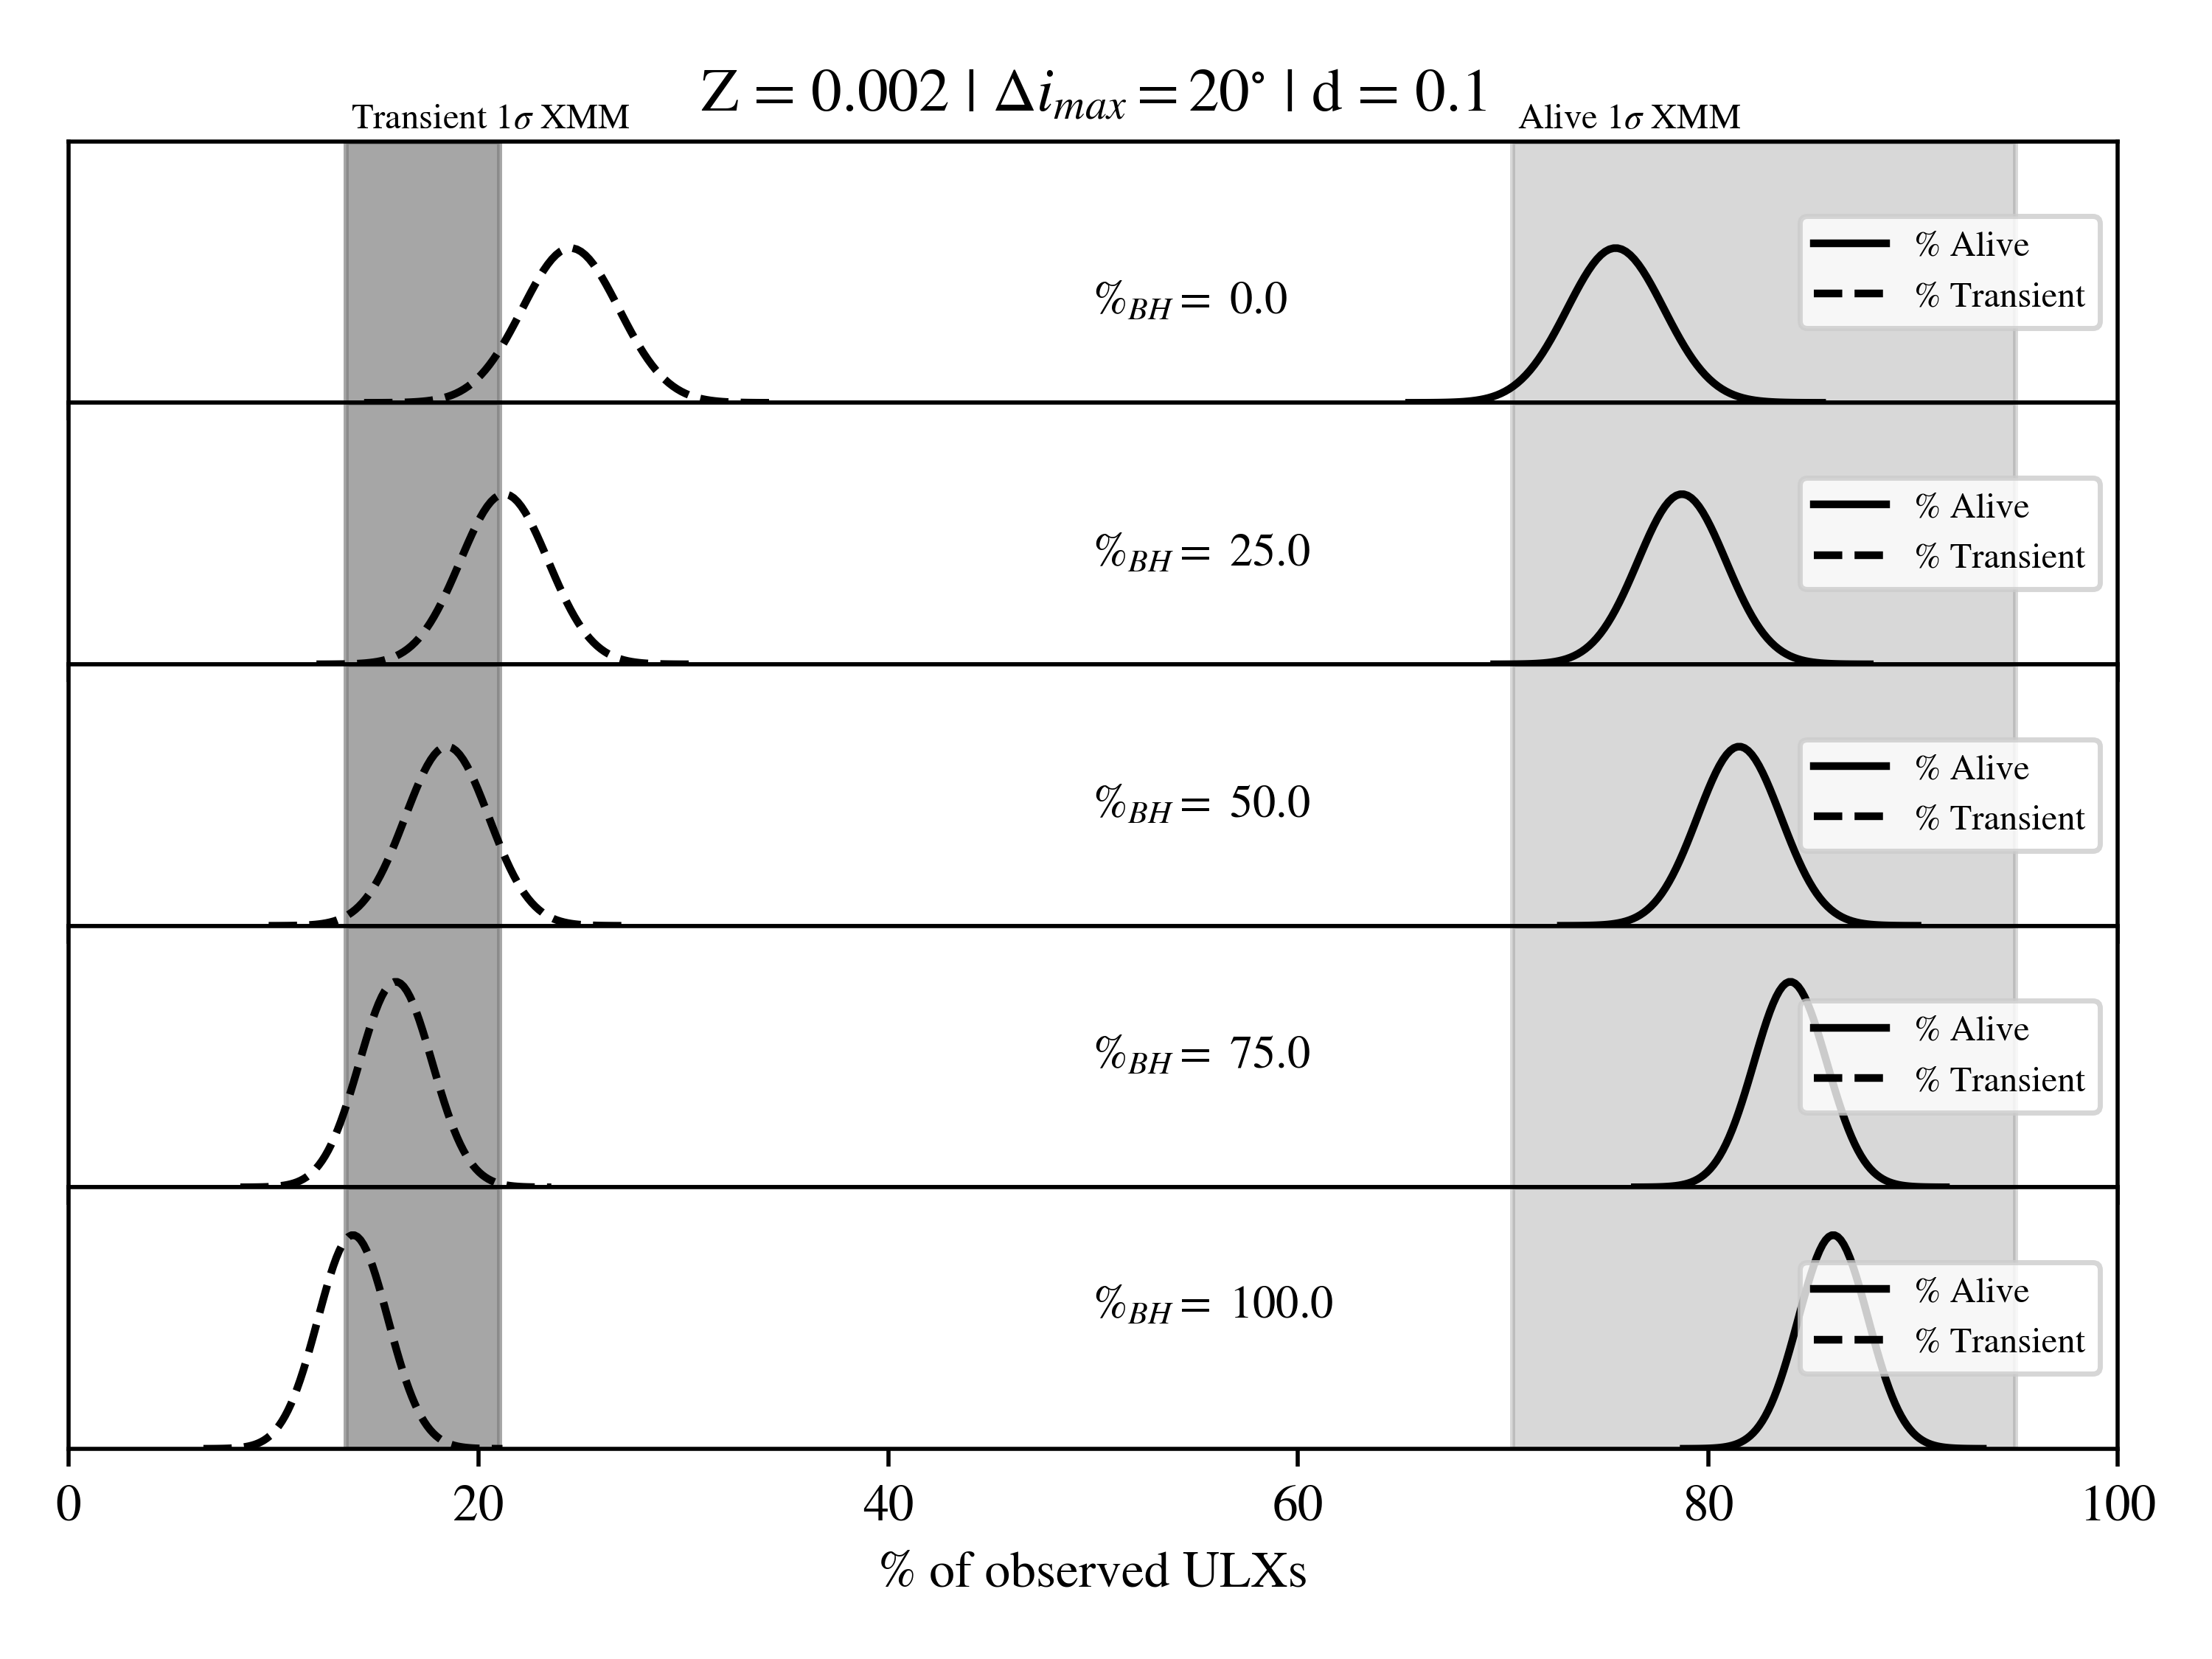 Z = 0.002 | Δi_max = 20° | d = 0.1
Transient 1σ XMM
Alive 1σ XMM
%_BH = 0.0
% Alive
% Transient
%_BH = 25.0
% Alive
% Transient
%_BH = 50.0
% Alive
% Transient
%_BH = 75.0
% Alive
% Transient
%_BH = 100.0
% Alive
% Transient
0 20 40 60 80 100
% of observed ULXs